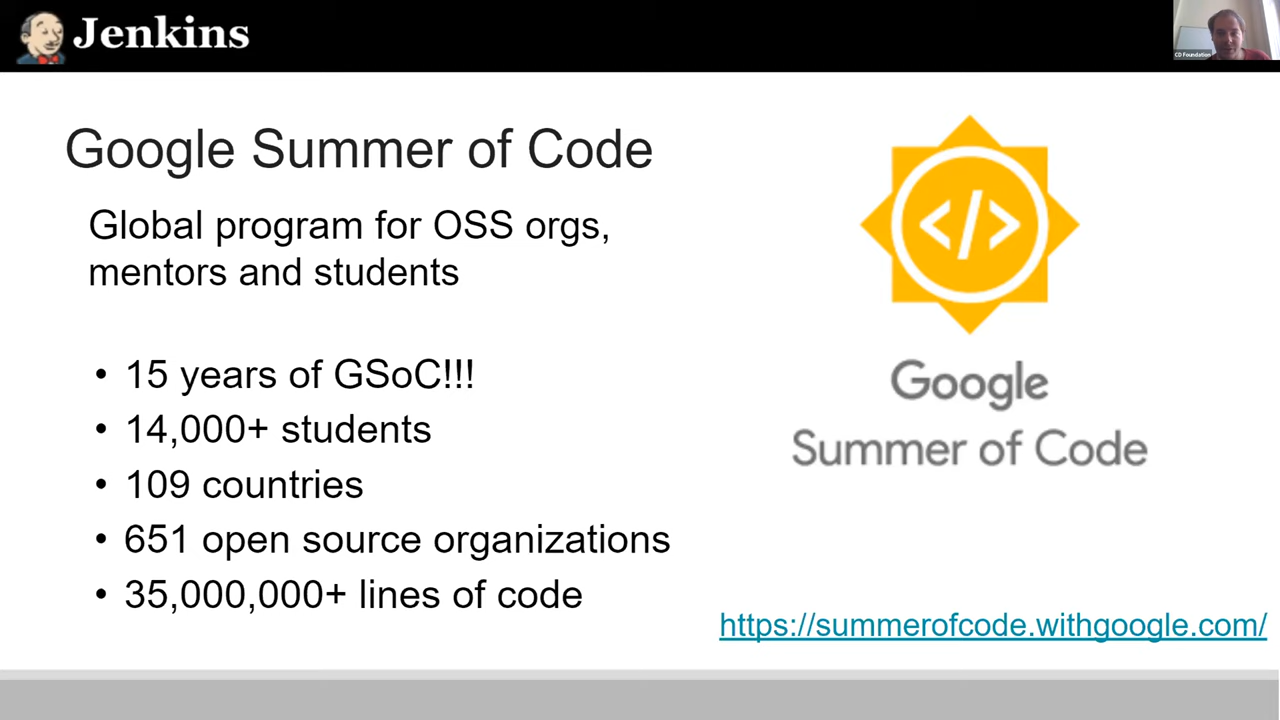 Jenkins
CD Foundation
Google Summer of Code
Global program for OSS orgs,
mentors and students
• 15 years of GSoC!!!
• 14,000+ students
• 109 countries
• 651 open source organizations
• 35,000,000+ lines of code
</>
Google
Summer of Code
https://summerofcode.withgoogle.com/